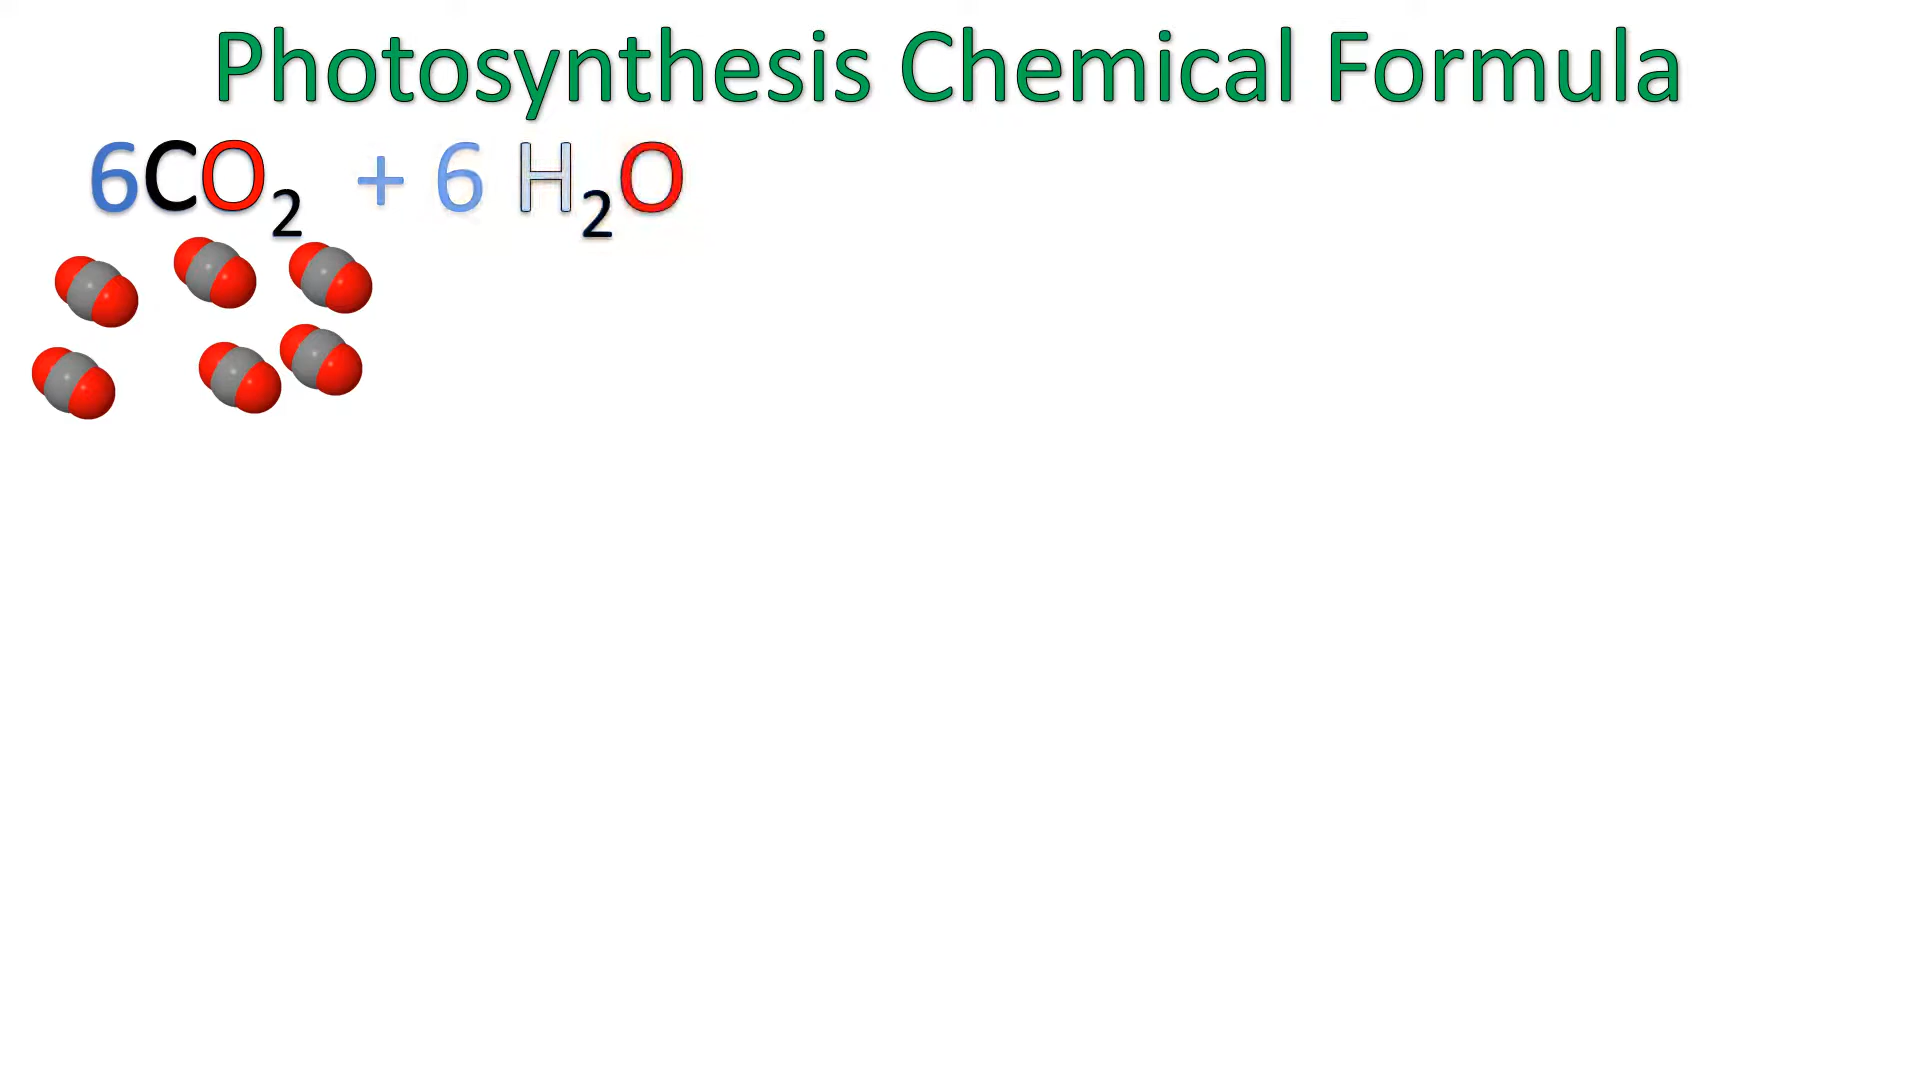 Photosynthesis Chemical Formula
6CO₂ + 6 H₂O